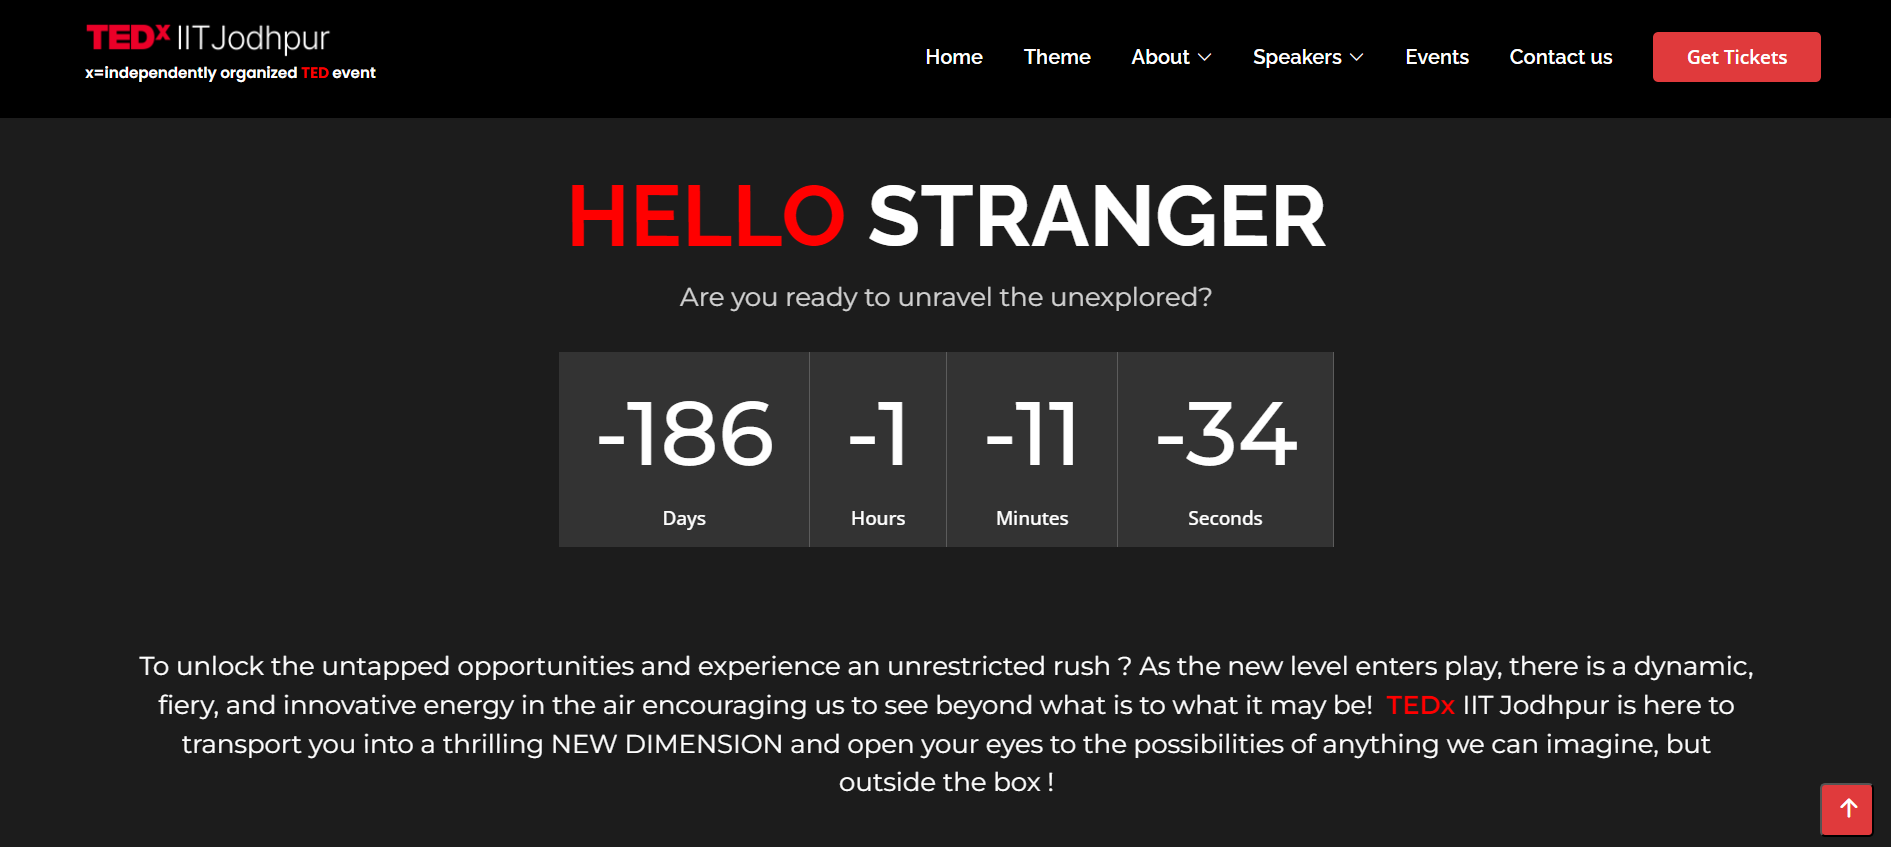 TEDx IIT Jodhpur
x=independently organized TED event
Home Theme About Speakers Events Contact us Get Tickets
HELLO STRANGER
Are you ready to unravel the unexplored?
-186 -1 -11 -34
Days Hours Minutes Seconds
To unlock the untapped opportunities and experience an unrestricted rush ? As the new level enters play, there is a dynamic,
fiery, and innovative energy in the air encouraging us to see beyond what is to what it may be! TEDx IIT Jodhpur is here to
transport you into a thrilling NEW DIMENSION and open your eyes to the possibilities of anything we can imagine, but
outside the box !